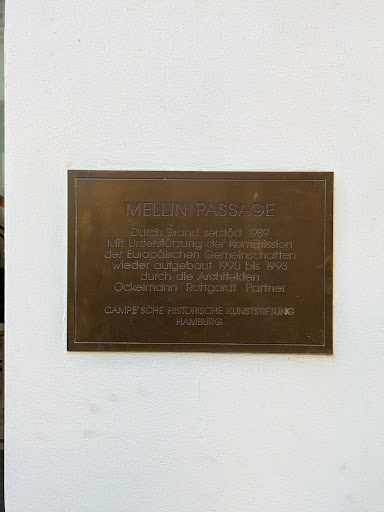 MELLIN PASSAGE
Durch Brand zerstört 1989
Mit Unterstützung der Kommission
der Europäischen Gemeinschaften
wieder aufgebaut 1990 bis 1993
durch die Architekten
Ockelmann Rottgardt Partner
CAMPE'SCHE HISTORISCHE KUNSTSTIFTUNG
HAMBURG